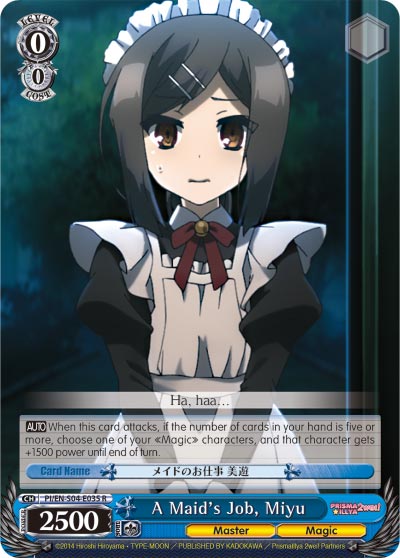 LEVEL
0
0
COST
Ha, haa…
AUTO When this card attacks, if the number of cards in your hand is five or
more, choose one of your «Magic» characters, and that character gets
+1500 power until end of turn.
Card Name メイドのお仕事 美遊
CH PI/EN-S04-E035 R
A Maid's Job, Miyu
PRISMA ILLYA 2wei!
POWER 2500 SOUL
Master Magic
©2014 Hiroshi Hiroyama・TYPE-MOON / PUBLISHED BY KADOKAWA / Prismaillya 2wei! Partners